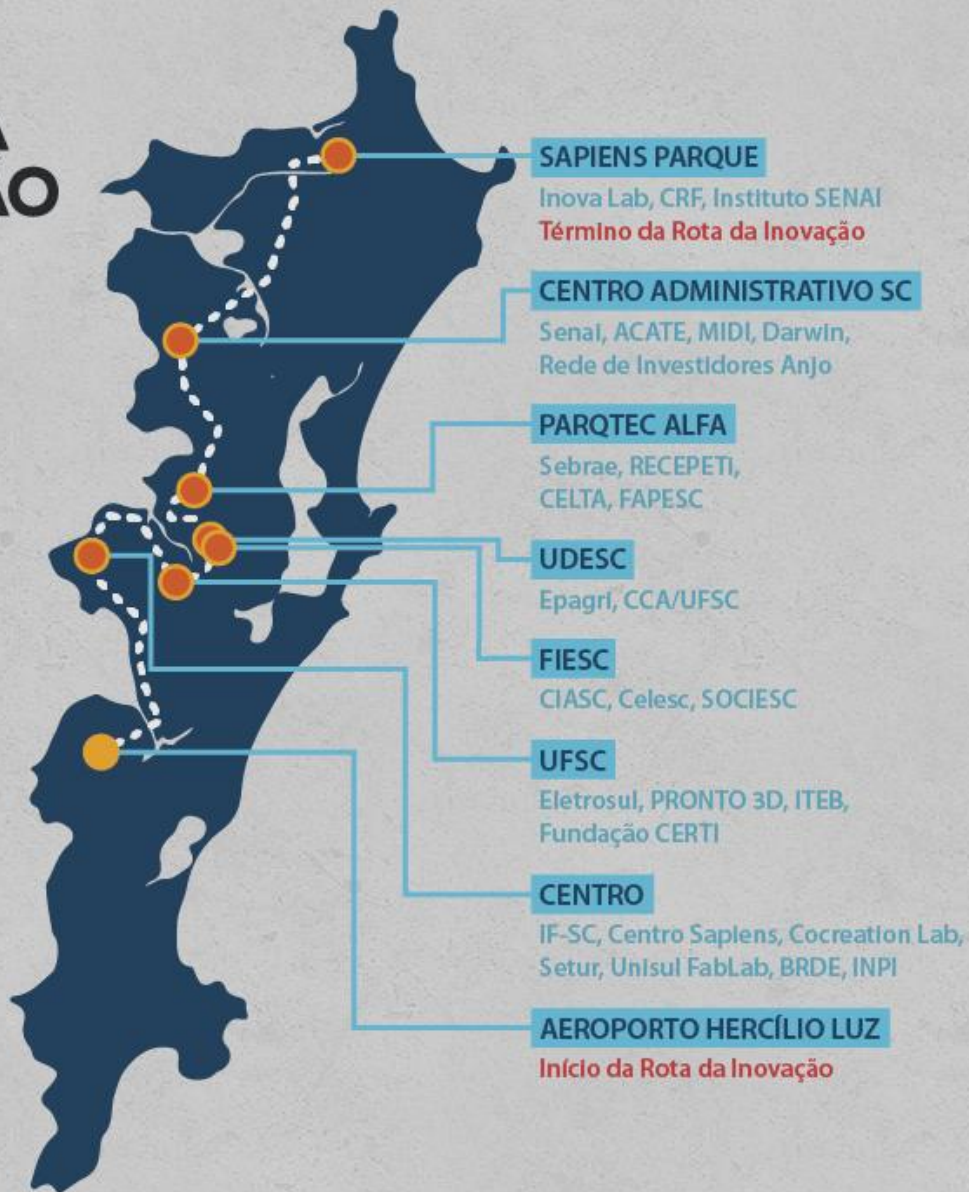 ÃO
SAPIENS PARQUE
Inova Lab, CRF, Instituto SENAI
Término da Rota da Inovação
CENTRO ADMINISTRATIVO SC
Senai, ACATE, MIDI, Darwin,
Rede de Investidores Anjo
PARQTEC ALFA
Sebrae, RECEPETi,
CELTA, FAPESC
UDESC
Epagri, CCA/UFSC
FIESC
CIASC, Celesc, SOCIESC
UFSC
Eletrosul, PRONTO 3D, ITEB,
Fundação CERTI
CENTRO
IF-SC, Centro Sapiens, Cocreation Lab,
Setur, Unisul FabLab, BRDE, INPI
AEROPORTO HERCÍLIO LUZ
Início da Rota da Inovação